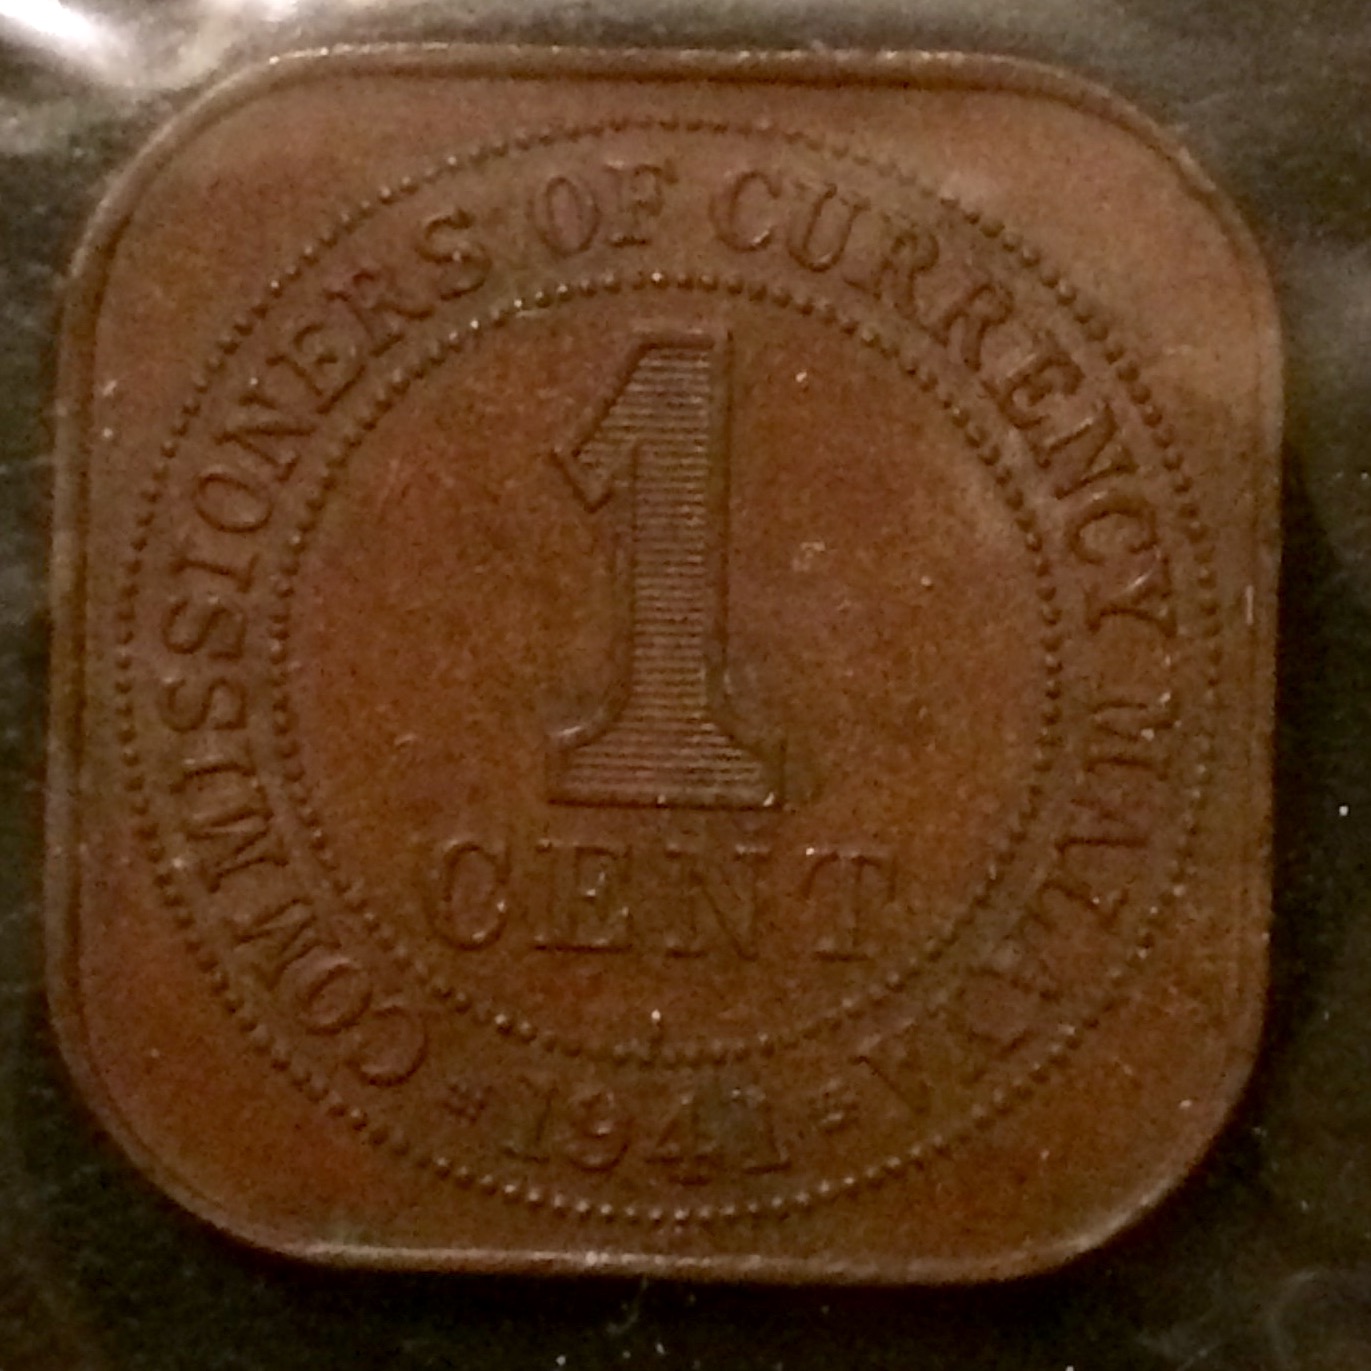 COMMISSIONERS OF CURRENCY MALAYA
1
CENT
1941